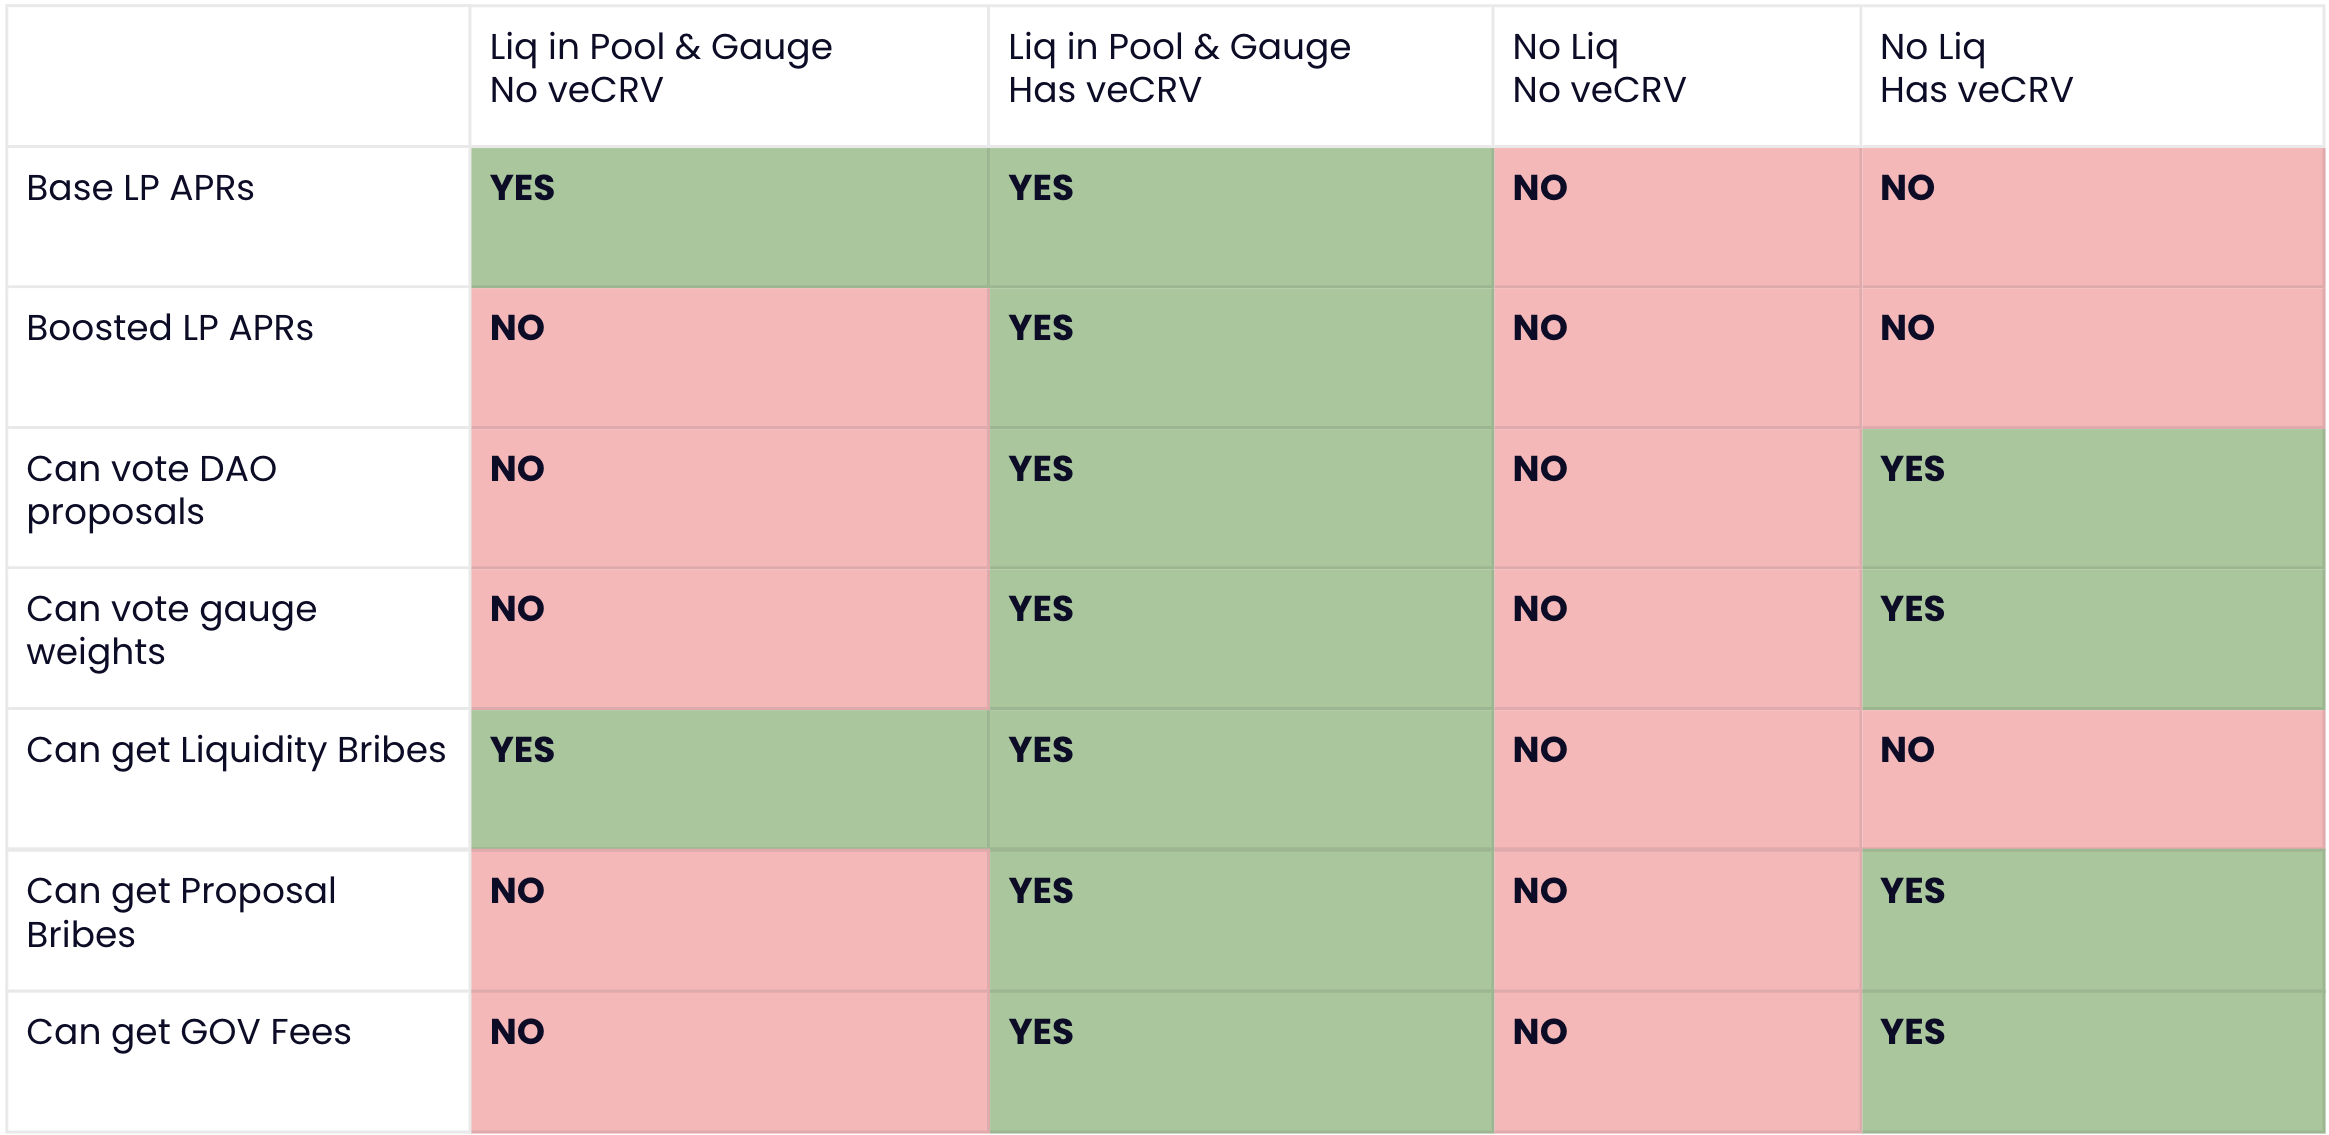 Liq in Pool & Gauge
No veCRV
Liq in Pool & Gauge
Has veCRV
No Liq
No veCRV
No Liq
Has veCRV
Base LP APRs
YES
YES
NO
NO
Boosted LP APRs
NO
YES
NO
NO
Can vote DAO
proposals
NO
YES
NO
YES
Can vote gauge
weights
NO
YES
NO
YES
Can get Liquidity Bribes
YES
YES
NO
NO
Can get Proposal
Bribes
NO
YES
NO
YES
Can get GOV Fees
NO
YES
NO
YES